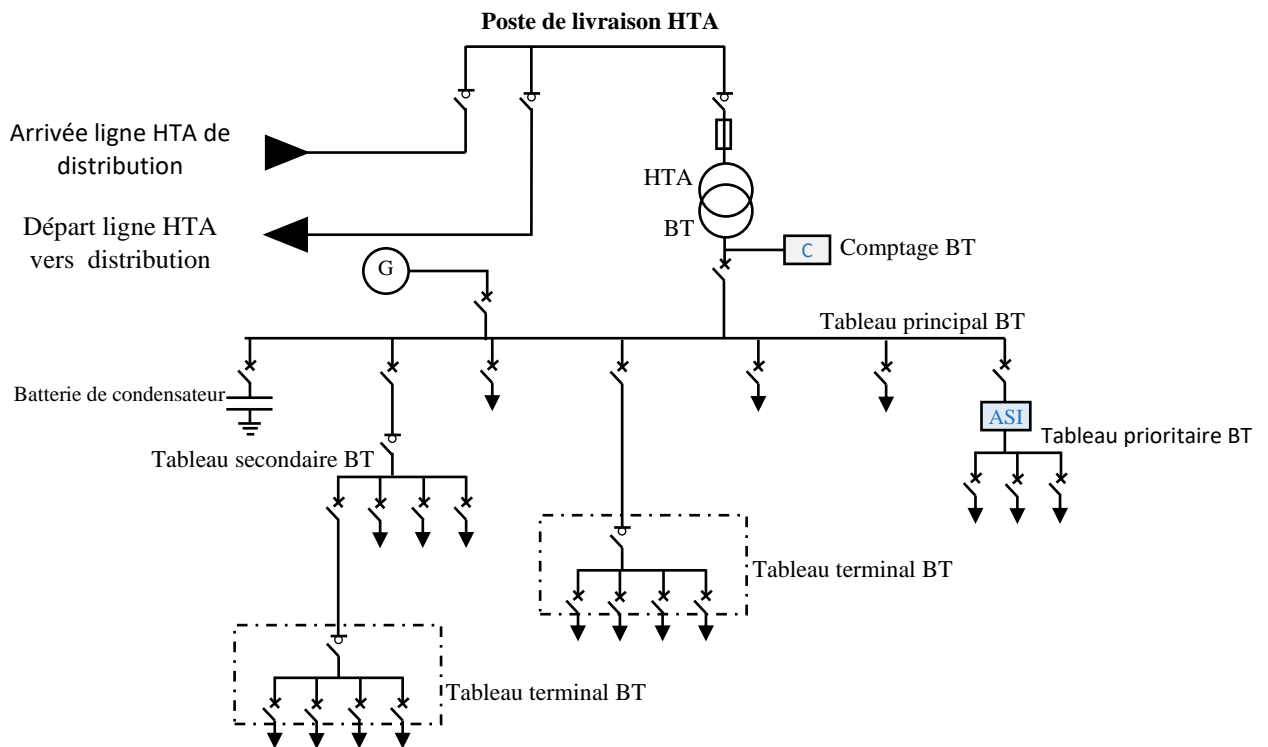 Poste de livraison HTA
Arrivée ligne HTA de
distribution
HTA
Départ ligne HTA
vers distribution
BT
C
Comptage BT
G
Tableau principal BT
Batterie de condensateur
ASI
Tableau prioritaire BT
Tableau secondaire BT
Tableau terminal BT
Tableau terminal BT